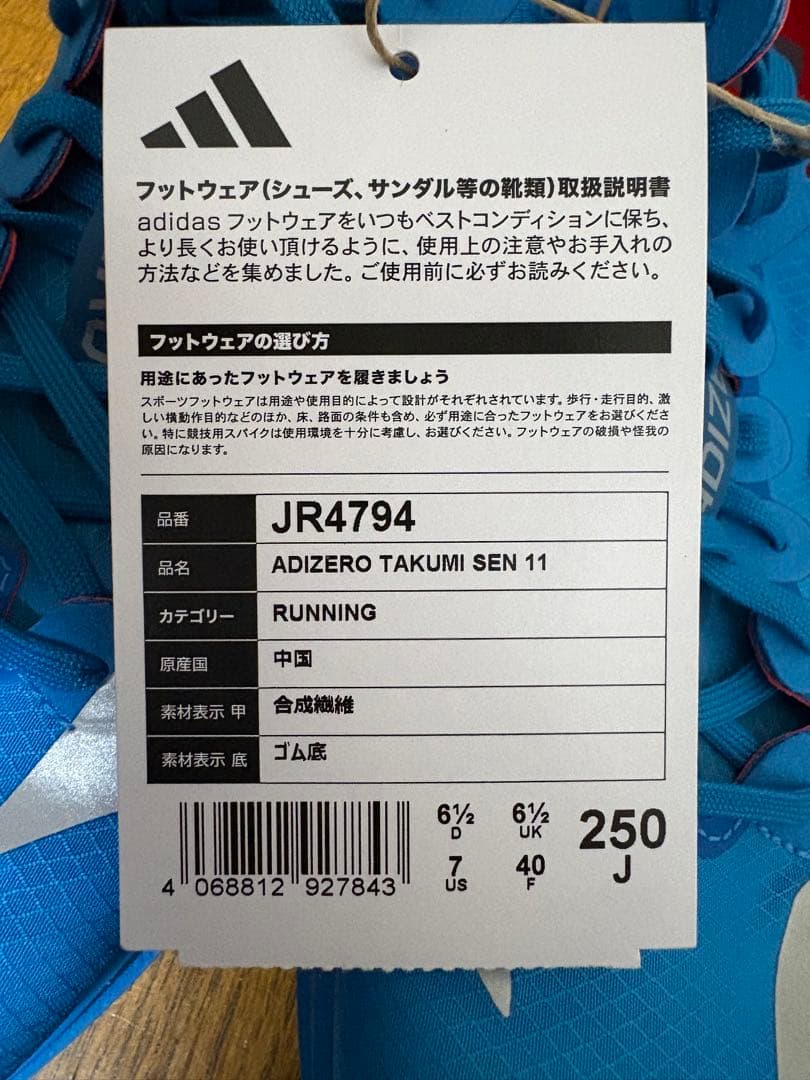 フットウェア(シューズ、サンダル等の靴類)取扱説明書
adidas フットウェアをいつもベストコンディションに保ち、
より長くお使い頂けるように、使用上の注意やお手入れの
方法などを集めました。ご使用前に必ずお読みください。
フットウェアの選び方
用途にあったフットウェアを履きましょう
スポーツフットウェアは用途や使用目的によって設計がそれぞれされています。歩行・走行目的、激
しい横動作目的などのほか、床、路面の条件も含め、必ず用途に合ったフットウェアをお選びくださ
い。特に競技用スパイクは使用環境を十分に考慮し、お選びください。フットウェアの破損や怪我の
原因になります。
品番 JR4794
品名 ADIZERO TAKUMI SEN 11
カテゴリー RUNNING
原産国 中国
素材表示 甲 合成繊維
素材表示 底 ゴム底
6½ D 6½ UK 250 J
7 US 40 F
4 068812 927843